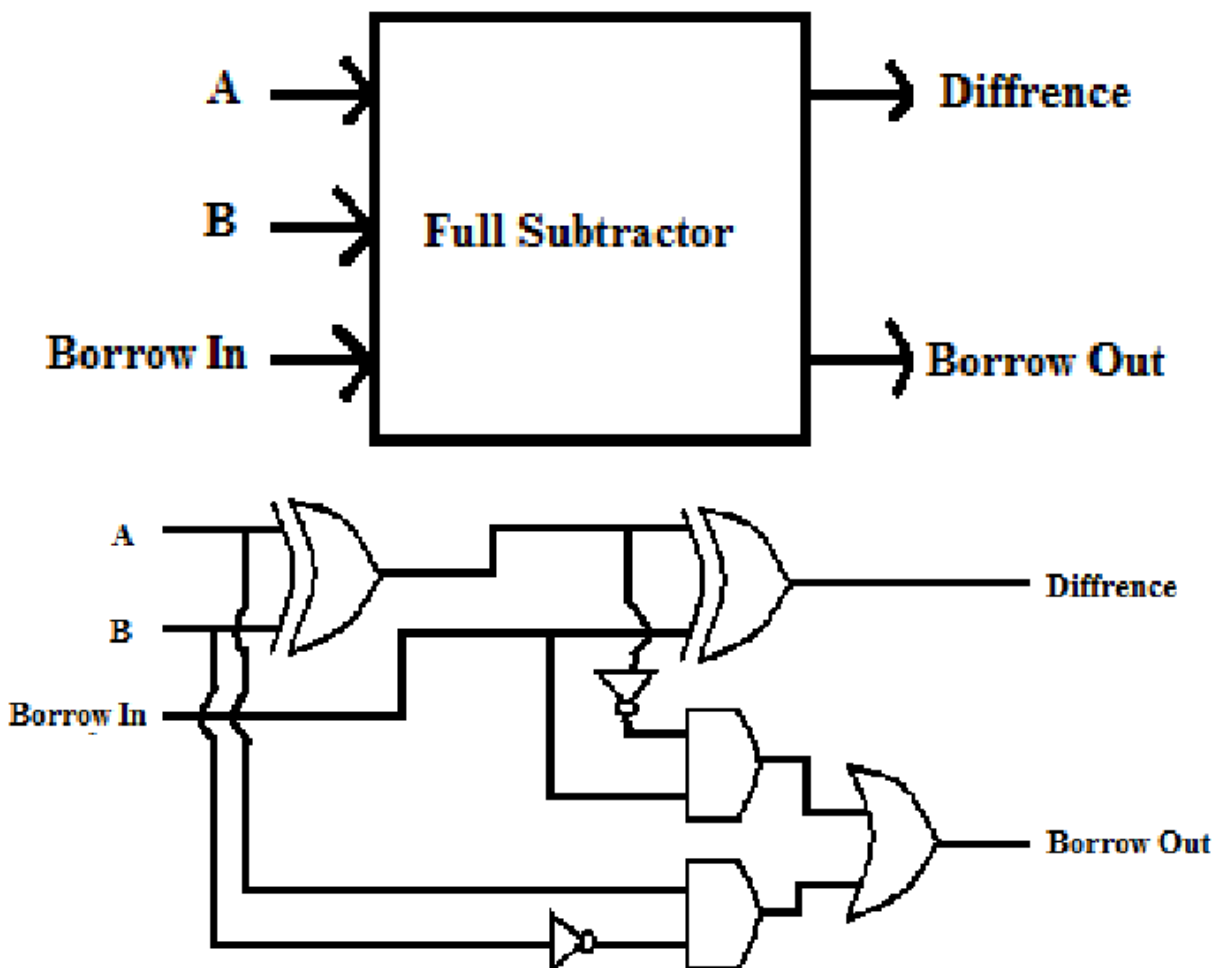 A
Diffrence
B
Full Subtractor
Borrow In
Borrow Out
A
Diffrence
B
Borrow In
Borrow Out